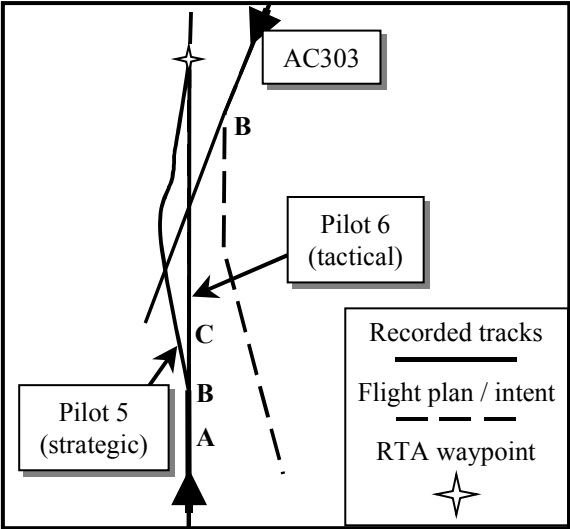 AC303
B
Pilot 6
(tactical)
C
B
Pilot 5
(strategic)
A
Recorded tracks
Flight plan / intent
RTA waypoint